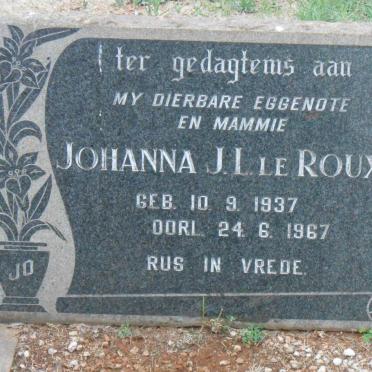 ter gedagtenis aan
MY DIERBARE EGGENOTE
EN MAMMIE
JOHANNA J.L. LE ROUX
GEB. 10. 9. 1937
OORL. 24. 6. 1967
RUS IN VREDE.
JO